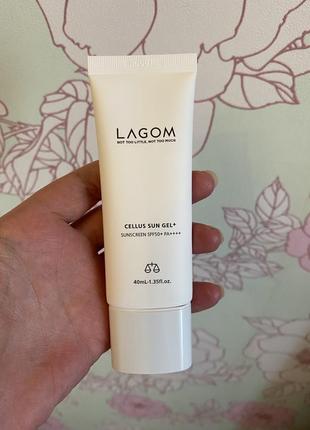 LAGOM
NOT TOO LITTLE, NOT TOO MUCH
CELLUS SUN GEL+
SUNSCREEN SPF50+ PA++++
40mL-1.35fl.oz.